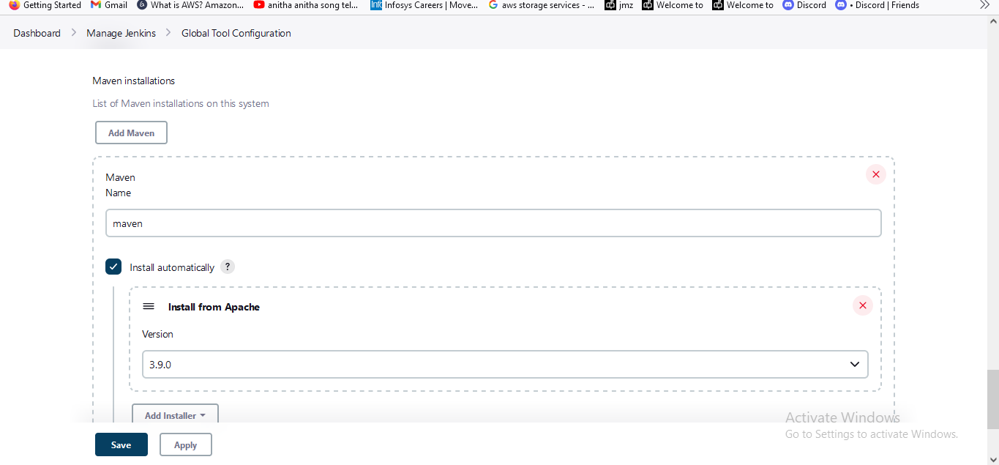 Getting Started Gmail What is AWS? Amazon... anitha anitha song tel... Infosys Careers | Move... aws storage services - ... jmz Welcome to Welcome to Discord • Discord | Friends
Dashboard Manage Jenkins Global Tool Configuration
Maven installations
List of Maven installations on this system
Add Maven
Maven
Name
maven
Install automatically ?
Install from Apache
Version
3.9.0
Add Installer
Activate Windows
Go to Settings to activate Windows.
Save Apply